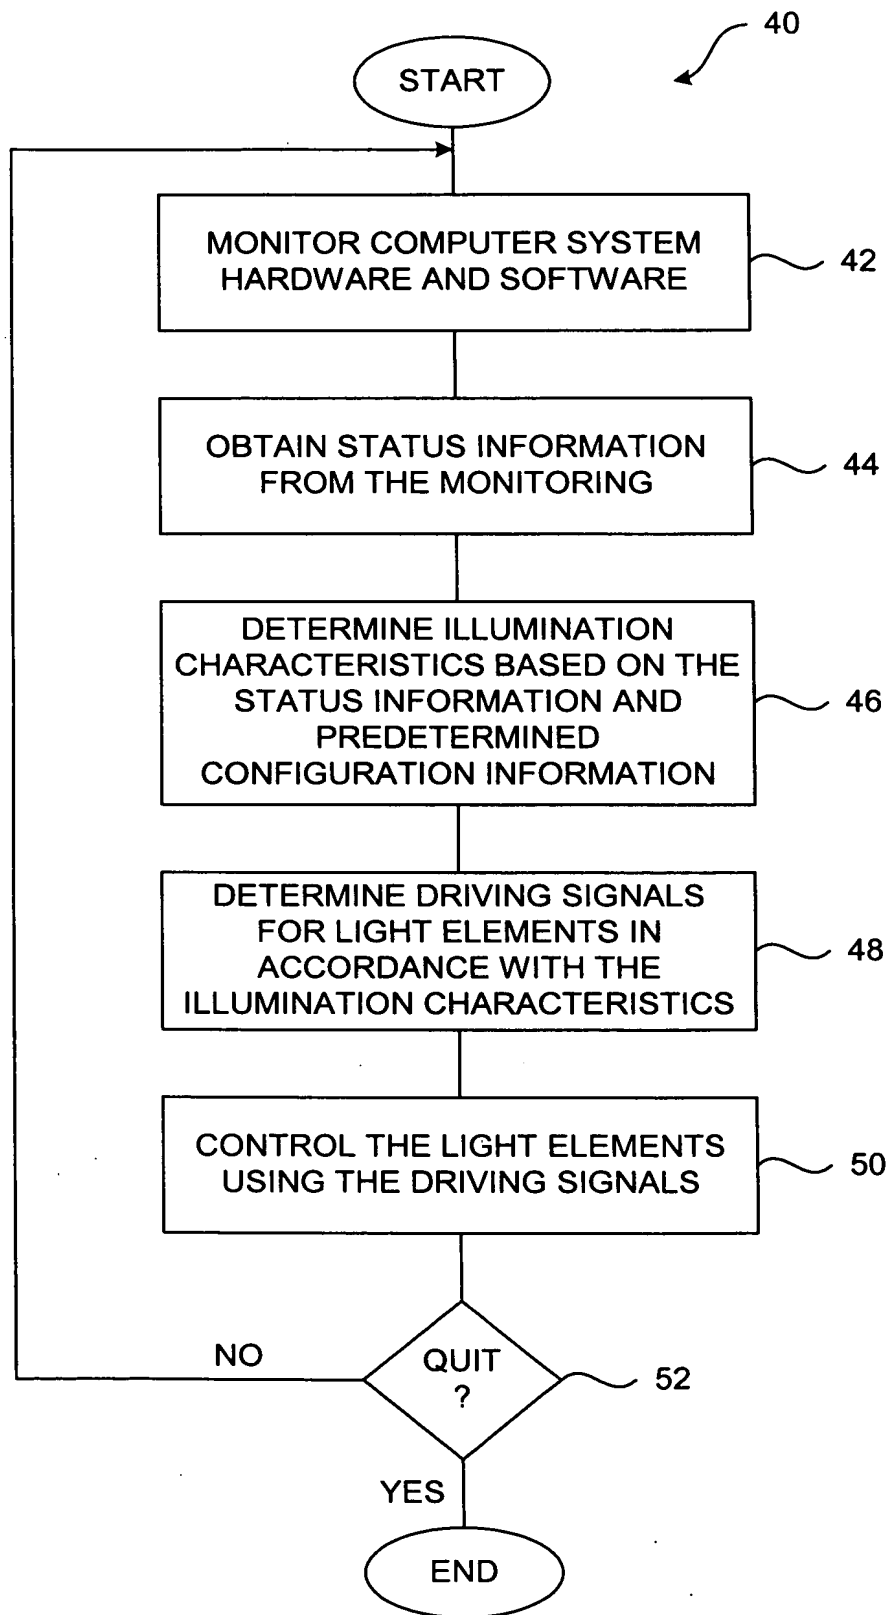 40
START
MONITOR COMPUTER SYSTEM
HARDWARE AND SOFTWARE
42
OBTAIN STATUS INFORMATION
FROM THE MONITORING
44
DETERMINE ILLUMINATION
CHARACTERISTICS BASED ON THE
STATUS INFORMATION AND
PREDETERMINED
CONFIGURATION INFORMATION
46
DETERMINE DRIVING SIGNALS
FOR LIGHT ELEMENTS IN
ACCORDANCE WITH THE
ILLUMINATION CHARACTERISTICS
48
CONTROL THE LIGHT ELEMENTS
USING THE DRIVING SIGNALS
50
NO
QUIT
?
52
YES
END